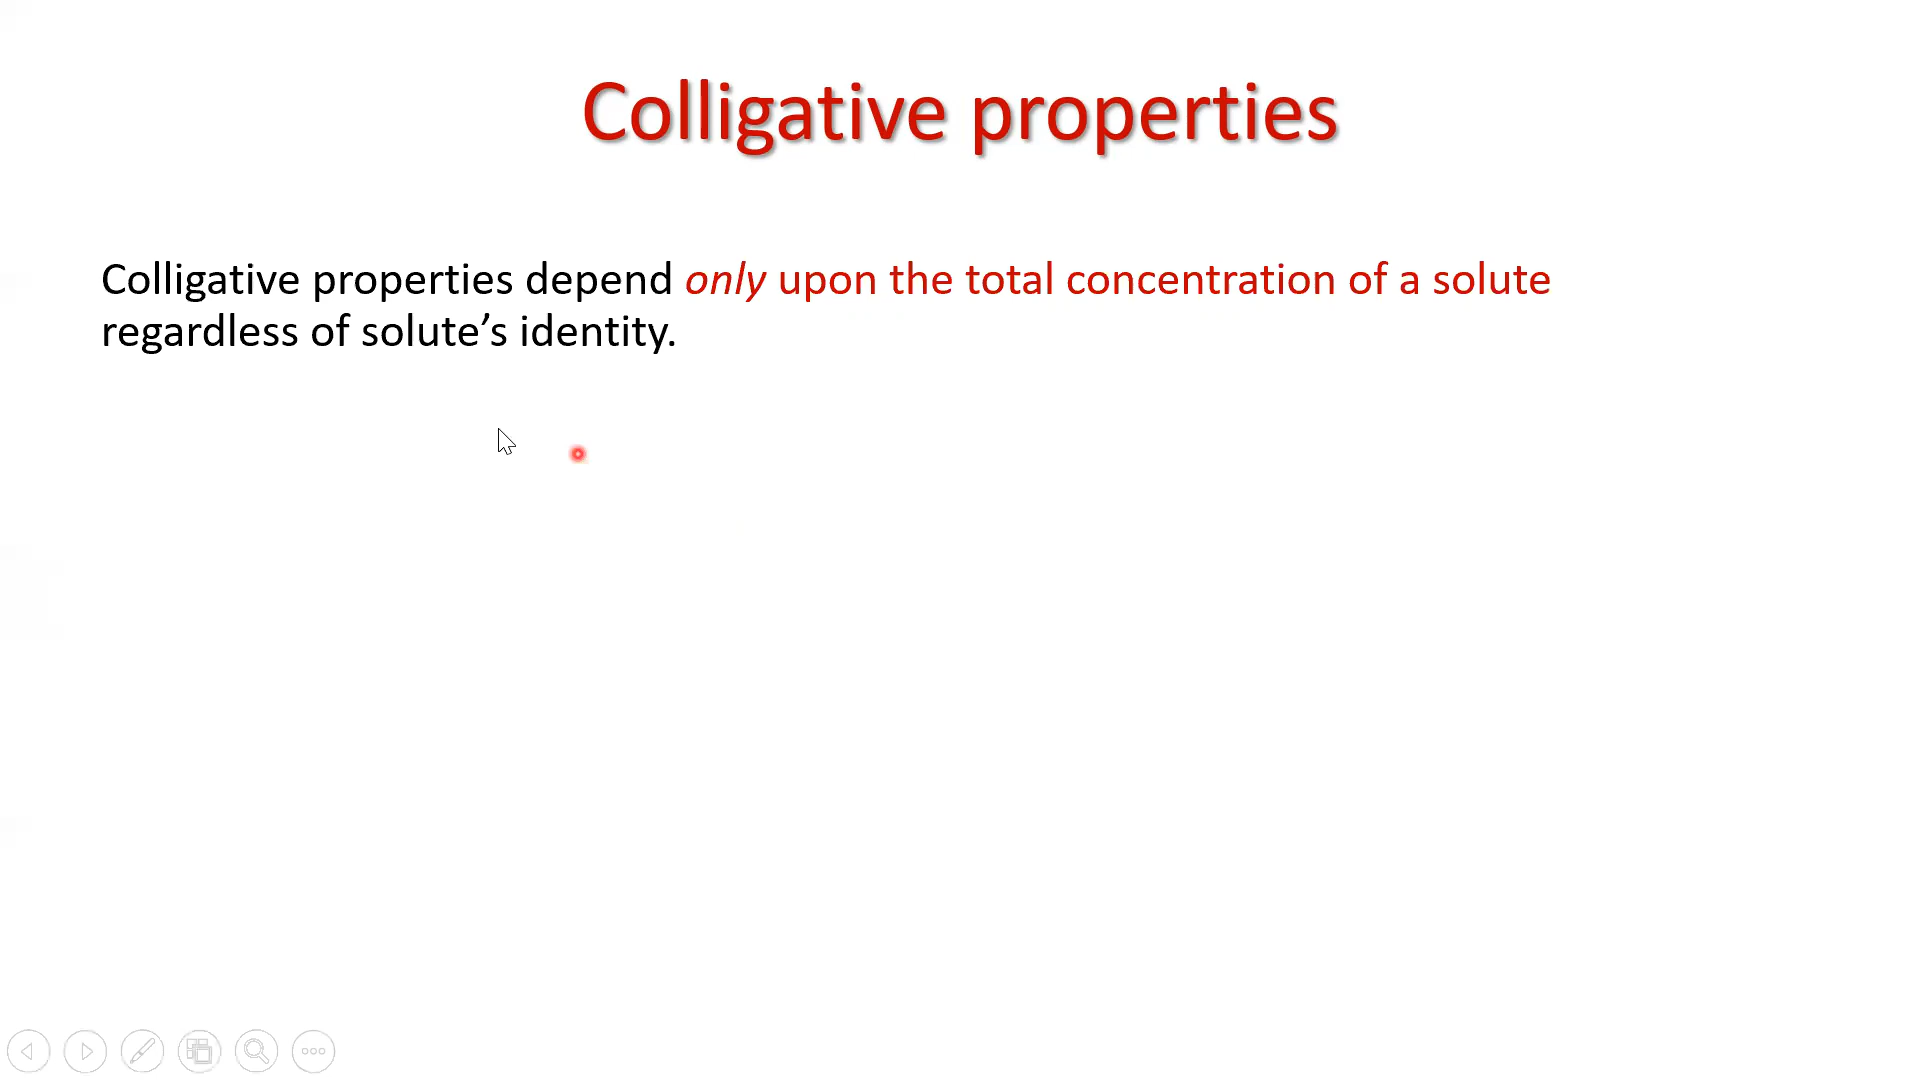 Colligative properties
Colligative properties depend only upon the total concentration of a solute
regardless of solute’s identity.